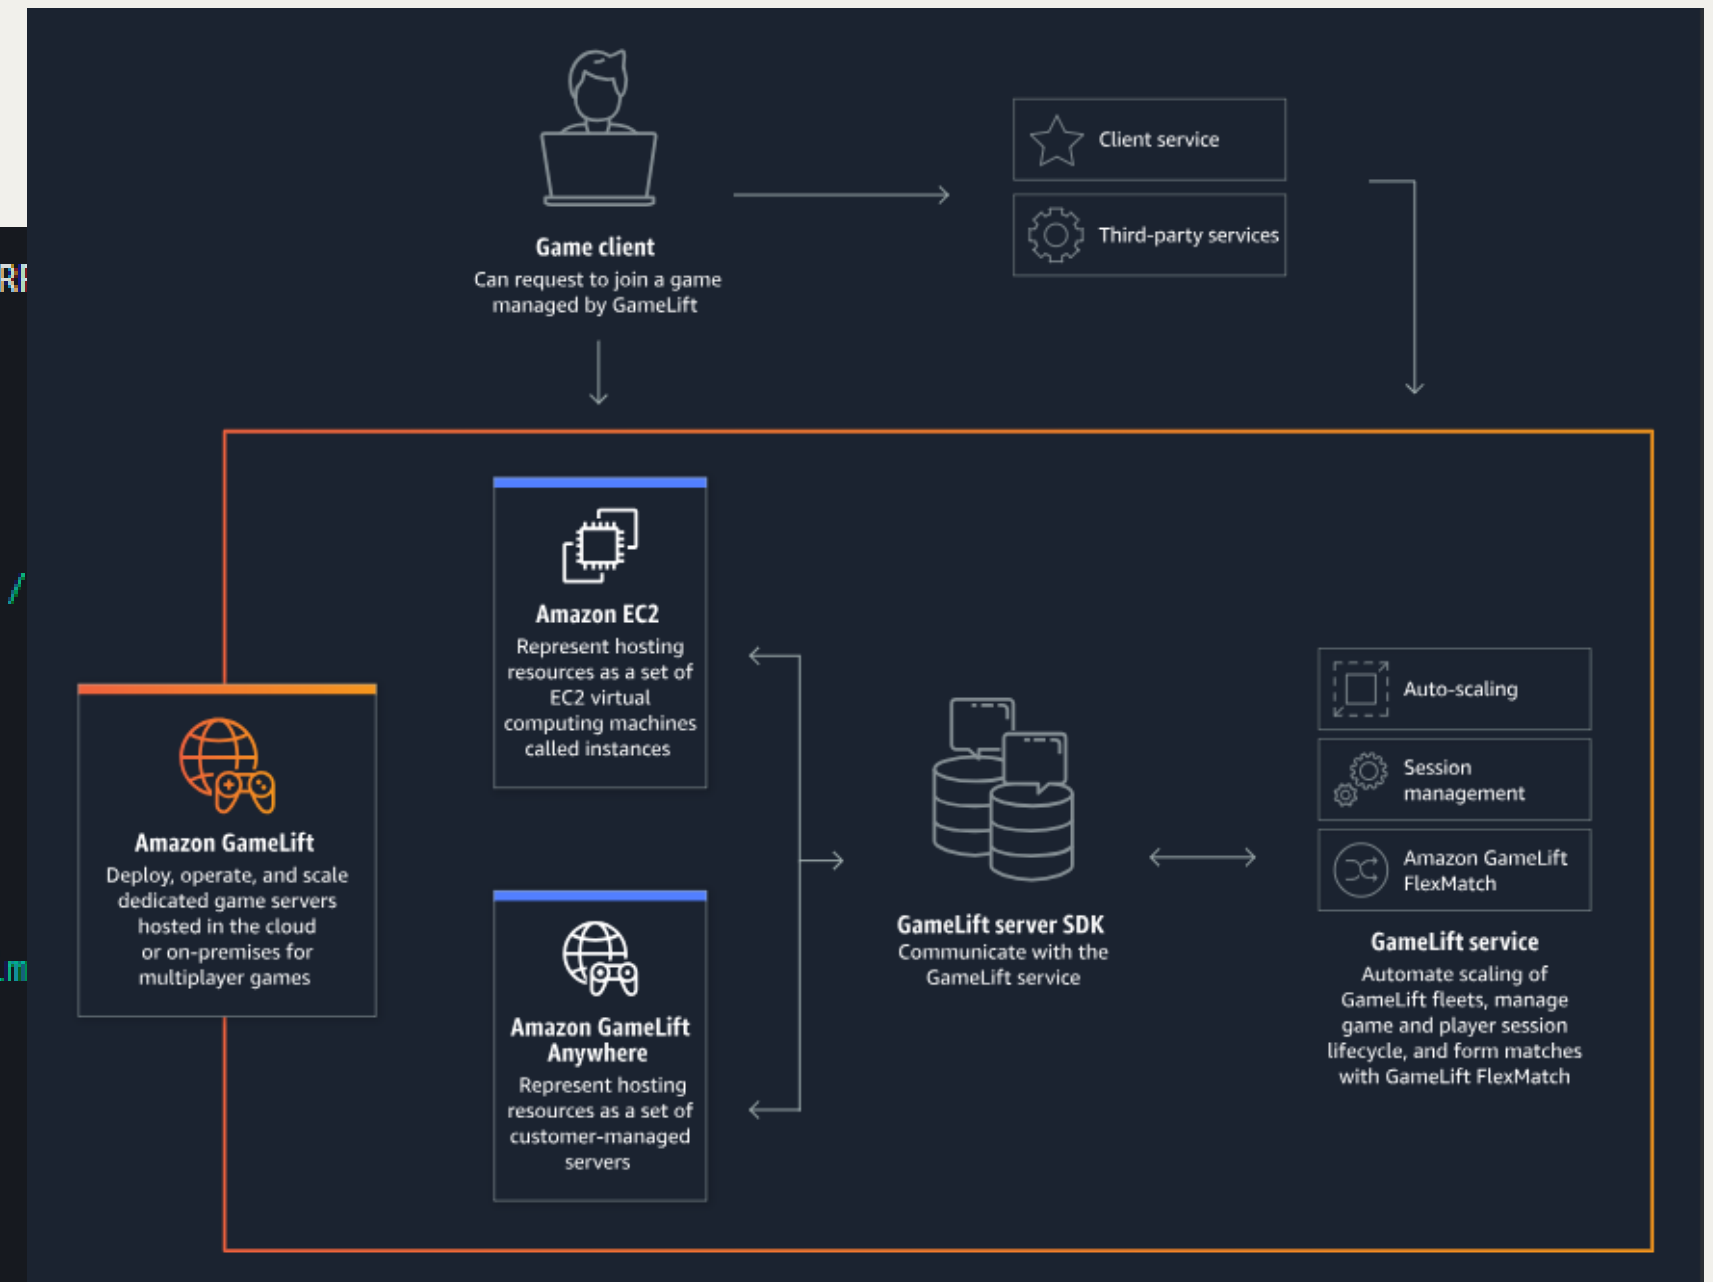 Client service
Third-party services
Game client
Can request to join a game
managed by GameLift
Amazon EC2
Represent hosting
resources as a set of
EC2 virtual
computing machines
called instances
Amazon GameLift
Deploy, operate, and scale
dedicated game servers
hosted in the cloud
or on-premises for
multiplayer games
Amazon GameLift
Anywhere
Represent hosting
resources as a set of
customer-managed
servers
GameLift server SDK
Communicate with the
GameLift service
Auto-scaling
Session
management
Amazon GameLift
FlexMatch
GameLift service
Automate scaling of
GameLift fleets, manage
game and player session
lifecycle, and form matches
with GameLift FlexMatch